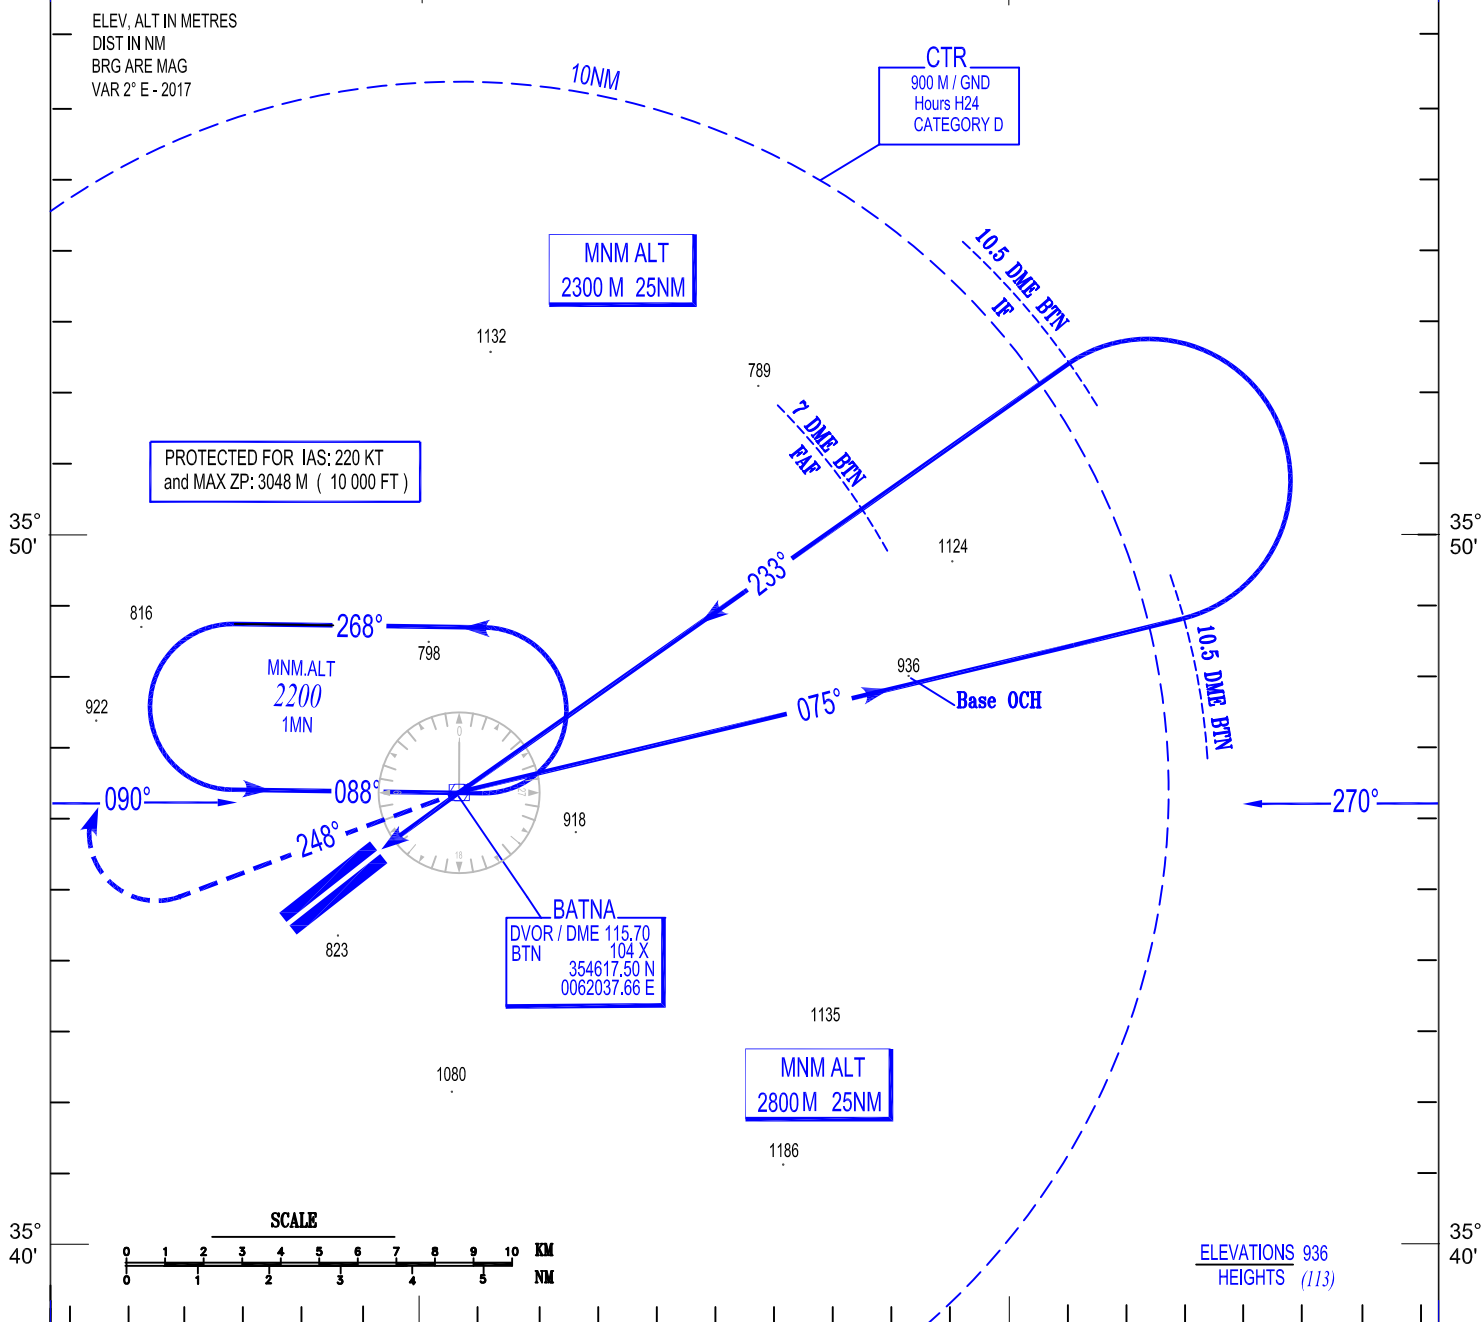 ELEV, ALT IN METRES
DIST IN NM
BRG ARE MAG
VAR 2° E - 2017
10NM
CTR
900 M / GND
Hours H24
CATEGORY D
10.5 DME BTN
IF
MNM ALT
2300 M 25NM
1132
789
7 DME BTN
FAF
PROTECTED FOR IAS: 220 KT
and MAX ZP: 3048 M ( 10 000 FT )
35°
50'
35°
50'
1124
233°
816
268°
798
MNM.ALT
2200
1MN
922
936
Base OCH
075°
10.5 DME BTN
0
088°
090°
270°
248°
918
18
BATNA
DVOR / DME 115.70
BTN 104 X
354617.50 N
0062037.66 E
823
1135
MNM ALT
2800 M 25NM
1080
1186
SCALE
0 1 2 3 4 5 6 7 8 9 10 KM
0 1 2 3 4 5 NM
35°
40'
35°
40'
ELEVATIONS 936
HEIGHTS (113)